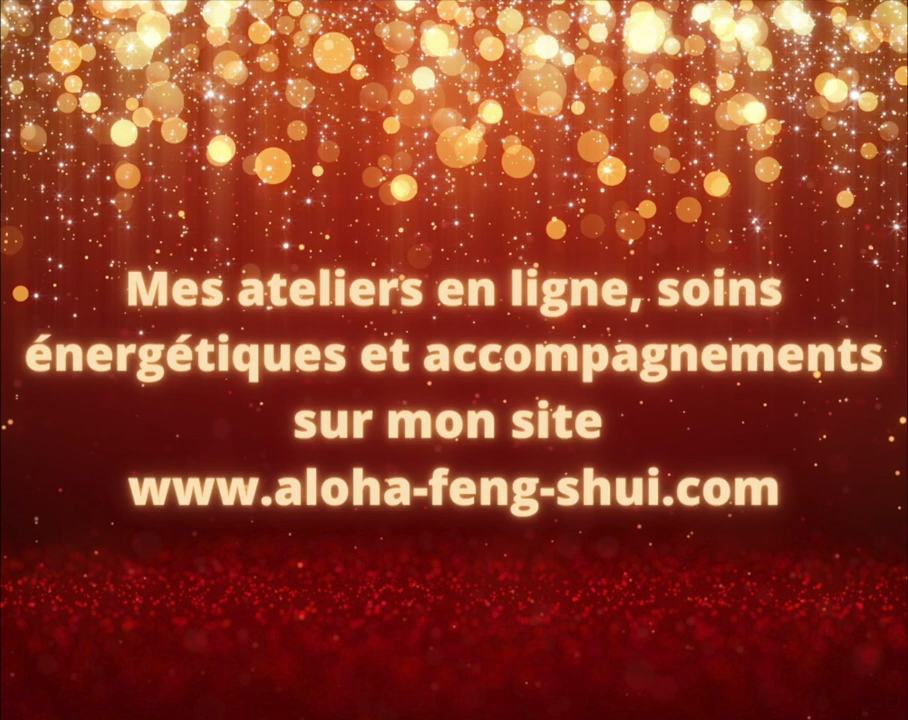 Mes ateliers en ligne, soins
énergétiques et accompagnements
sur mon site
www.aloha-feng-shui.com